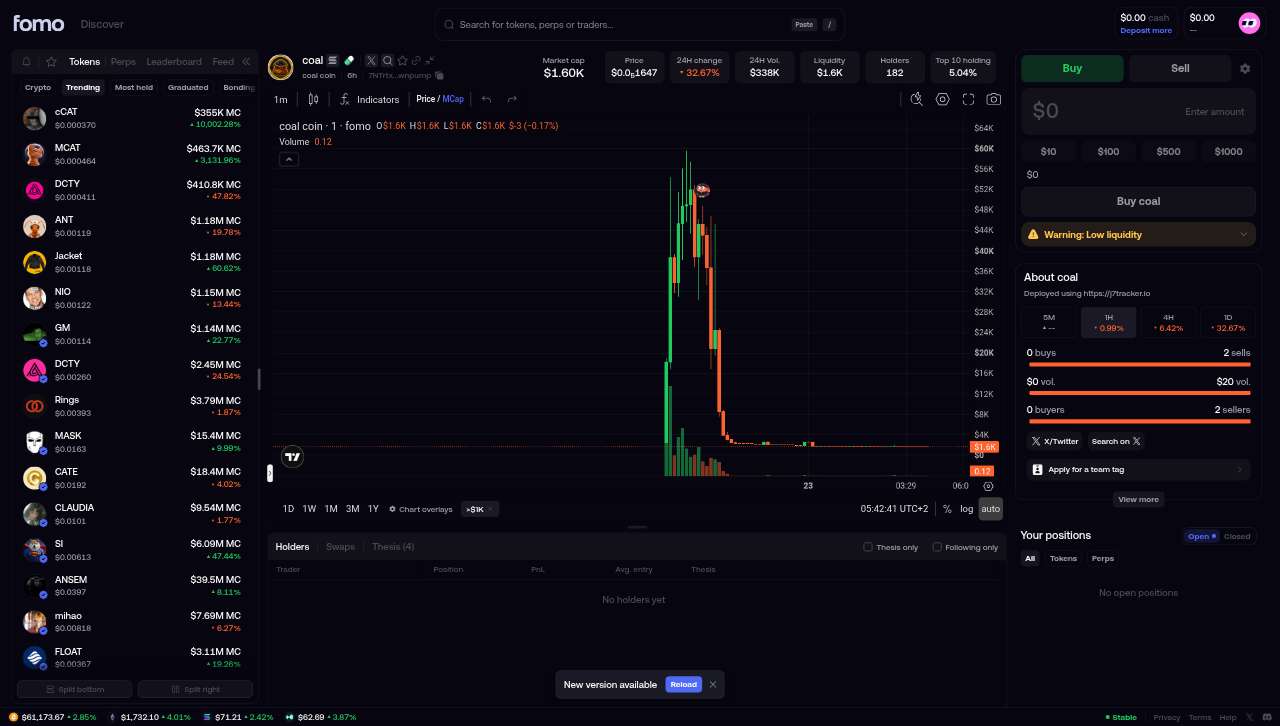 fomo Discover
Search for tokens, perps or traders... Paste /
$0.00 cash
Deposit more
$0.00
—
Tokens Perps Leaderboard Feed
Crypto Trending Most held Graduated Bonding
cCAT $355K MC
$0.000370 10,002.28%
MCAT $463.7K MC
$0.000464 3,131.96%
DCTY $410.8K MC
$0.000411 47.82%
ANT $1.18M MC
$0.00119 19.78%
Jacket $1.18M MC
$0.00118 60.62%
NIO $1.15M MC
$0.00122 13.44%
GM $1.14M MC
$0.00114 22.77%
DCTY $2.45M MC
$0.00260 24.54%
Rings $3.79M MC
$0.00393 1.87%
MASK $15.4M MC
$0.0163 9.99%
CATE $18.4M MC
$0.0192 4.02%
CLAUDIA $9.54M MC
$0.0101 1.77%
SI $6.09M MC
$0.00613 47.44%
ANSEM $39.5M MC
$0.0397 8.11%
mihao $7.69M MC
$0.00818 6.27%
FLOAT $3.11M MC
$0.00367 19.26%
Split bottom Split right
coal
coal coin 6h 7NTrtx...wnpump
Market cap
$1.60K
Price
$0.0₅1647
24H change
32.67%
24H Vol.
$338K
Liquidity
$1.6K
Holders
182
Top 10 holding
5.04%
1m Indicators Price / MCap
coal coin · 1 · fomo O$1.6K H$1.6K L$1.6K C$1.6K $-3 (−0.17%)
Volume 0.12
$64K
$60K
$56K
$52K
$48K
$44K
$40K
$36K
$32K
$28K
$24K
$20K
$16K
$12K
$8K
$4K
$1.6K
$0
0.12
23 03:29 06:0
1D 1W 1M 3M 1Y Chart overlays >$1K 05:42:41 UTC+2 % log auto
Holders Swaps Thesis (4) Thesis only Following only
Trader Position PnL Avg. entry Thesis
No holders yet
New version available Reload
Buy Sell
$0 Enter amount
$10 $100 $500 $1000
$0
Buy coal
Warning: Low liquidity
About coal
Deployed using https://j7tracker.io
5M 1H 4H 1D
-- 0.99% 6.42% 32.67%
0 buys 2 sells
$0 vol. $20 vol.
0 buyers 2 sellers
X/Twitter Search on X
Apply for a team tag
View more
Your positions Open Closed
All Tokens Perps
No open positions
$61,173.67 2.85% $1,732.10 4.01% $71.21 2.42% $62.69 3.87% Stable Privacy Terms Help